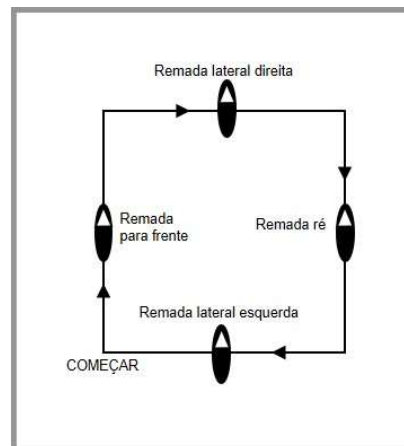 Remada lateral direita
Remada
para frente
Remada ré
Remada lateral esquerda
COMEÇAR